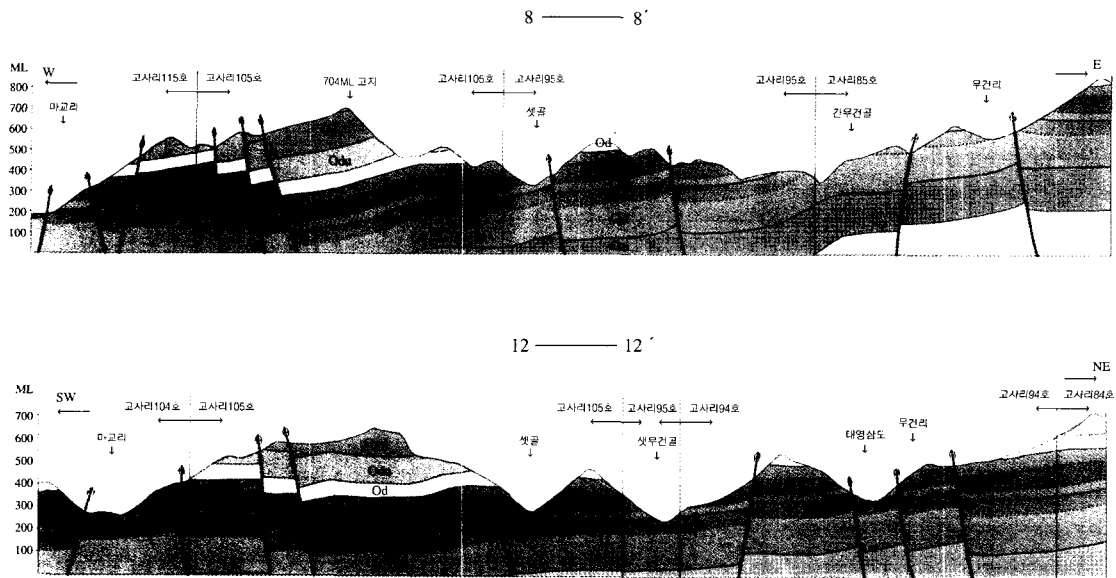 8 8´
ML W E
고사리115호 고사리105호 704ML 고지 고사리105호 고사리95호 고사리95호 고사리85호 무건리
800
마교리 샛골 간무건골
700
600
500
Od
400
Odu
300
200
100
12 12´
ML SW NE
고사리104호 고사리105호 고사리105호 고사리95호 고사리94호 고사리94호 고사리84호
700
마교리 샛골 샛무건골 태영삼도 무건리
600
500
Odu
400
Od
300
200
100